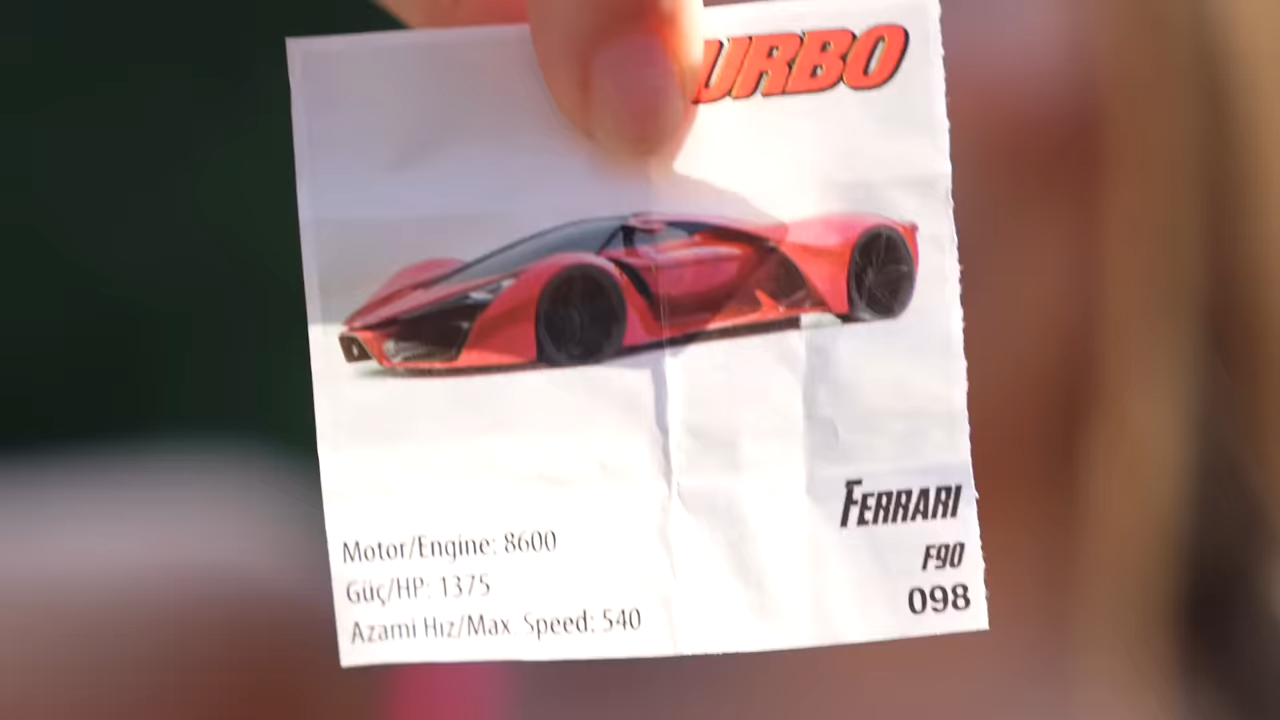 URBO
FERRARI
F90
098
Motor/Engine: 8600
Güç/HP: 1375
Azami Hız/Max Speed: 540